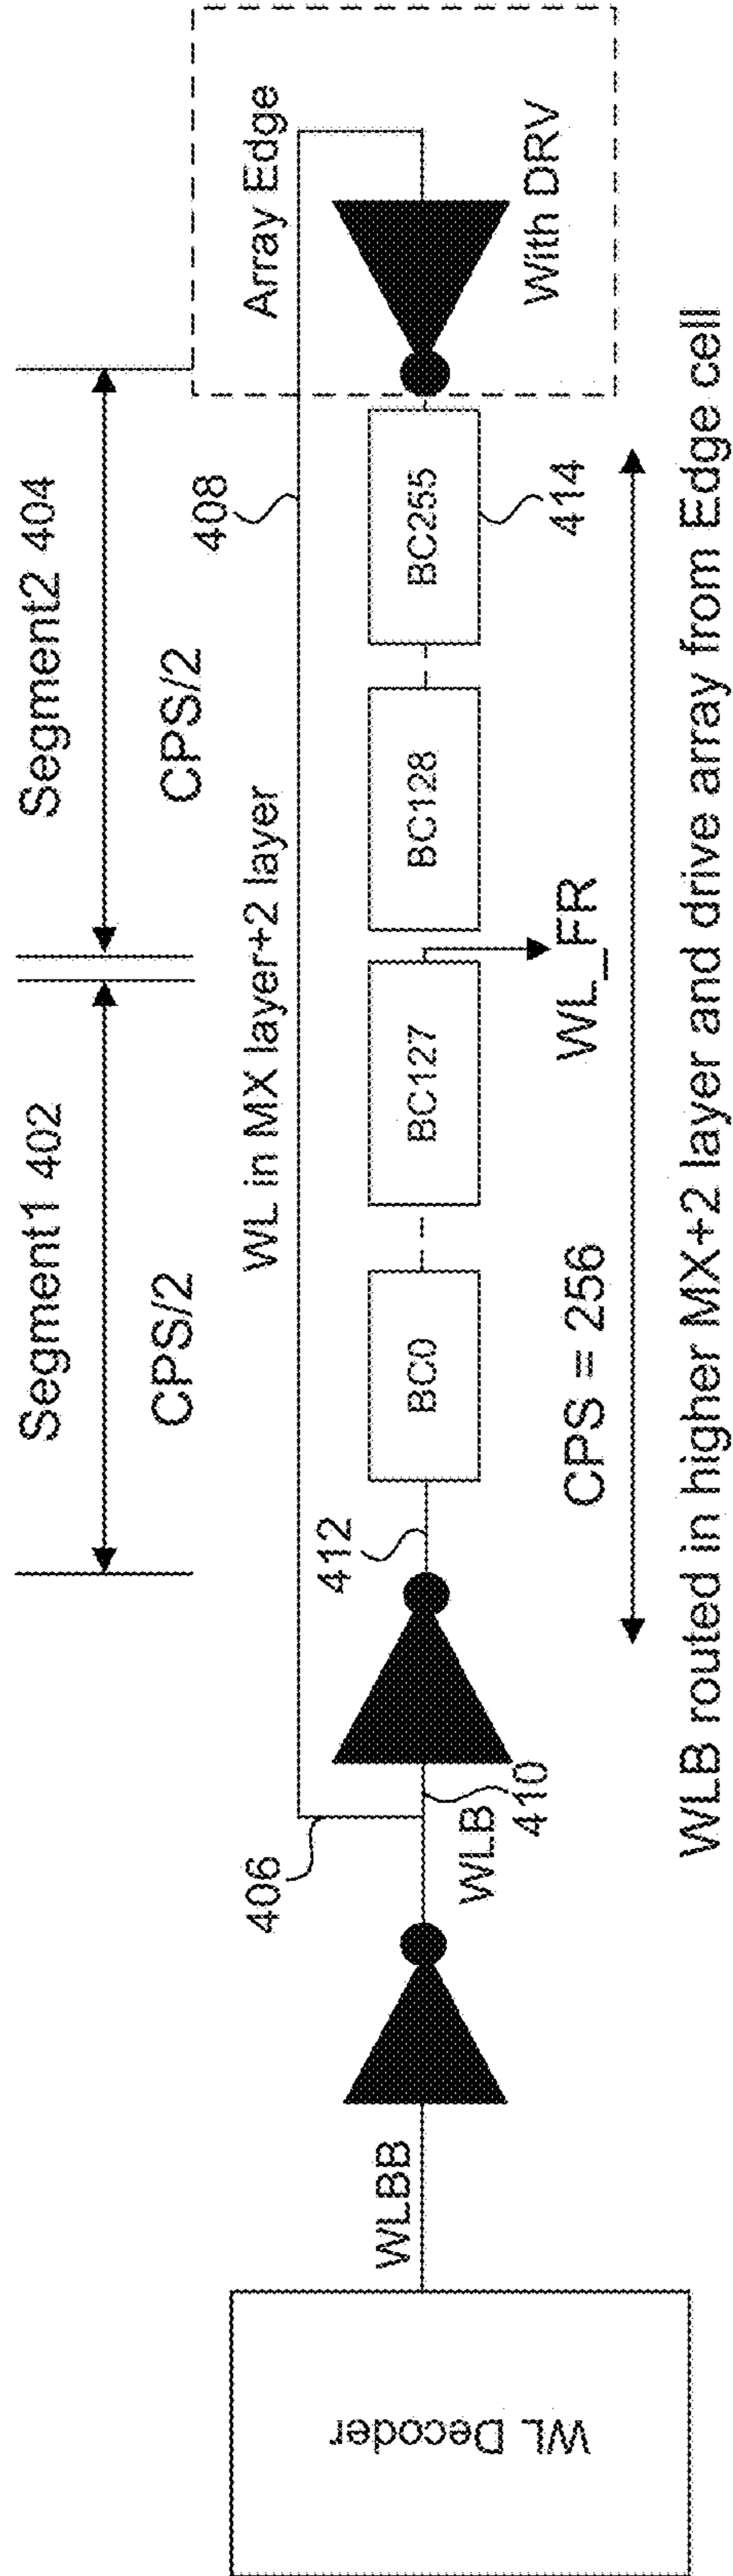 Segment1 402
Segment2 404
CPS/2
CPS/2
WL in MX layer+2 layer
408
Array Edge
406
412
WL Decoder
WLBB
WLB
410
BC0
BC127
BC128
BC255
414
With DRV
WL_FR
CPS = 256
WLB routed in higher MX+2 layer and drive array from Edge cell